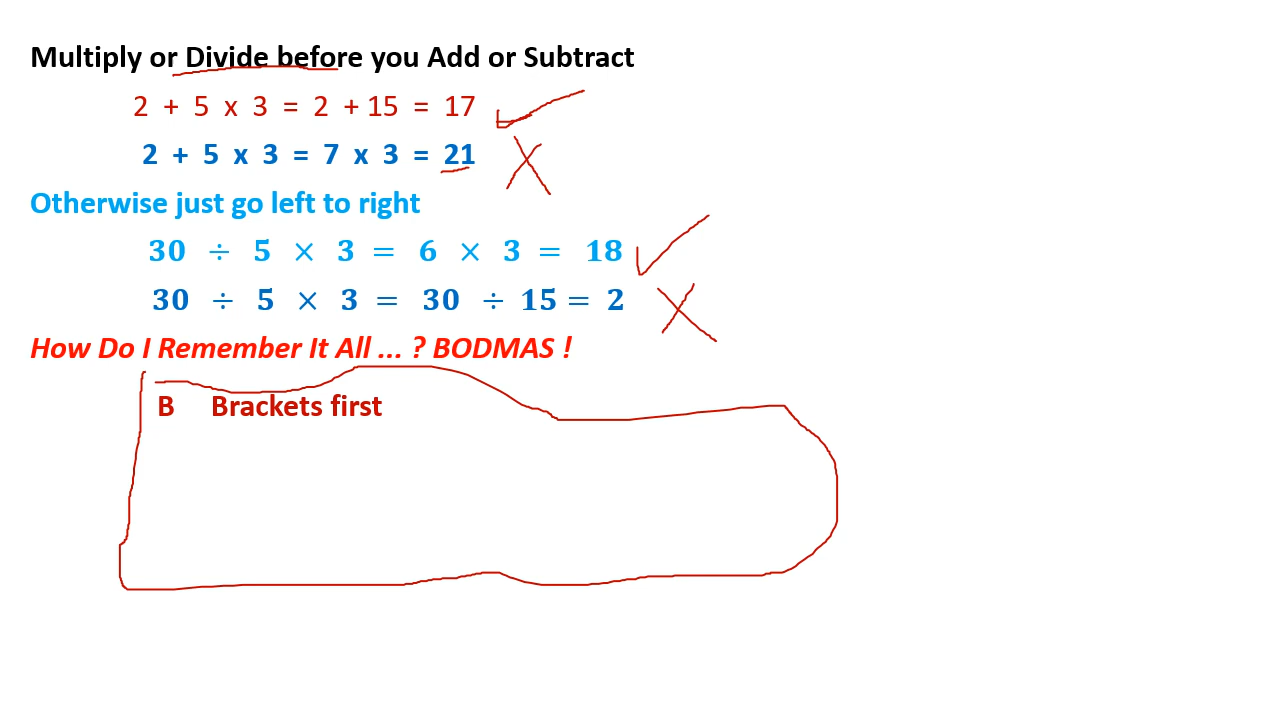 Multiply or Divide before you Add or Subtract
2 + 5 x 3 = 2 + 15 = 17
2 + 5 x 3 = 7 x 3 = 21
Otherwise just go left to right
30 ÷ 5 × 3 = 6 × 3 = 18
30 ÷ 5 × 3 = 30 ÷ 15 = 2
How Do I Remember It All ... ? BODMAS !
B Brackets first